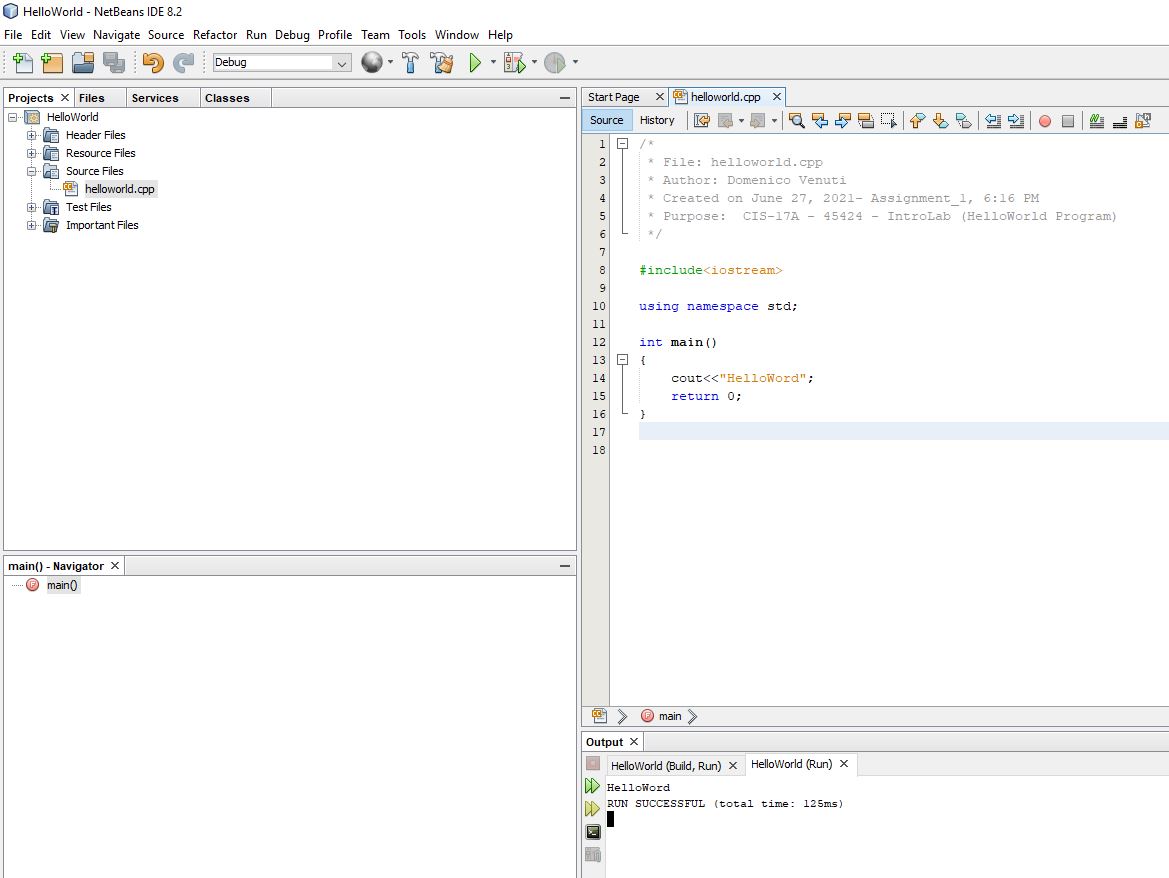 HelloWorld - NetBeans IDE 8.2
File Edit View Navigate Source Refactor Run Debug Profile Team Tools Window Help
Debug
Projects Files Services Classes
HelloWorld
Header Files
Resource Files
Source Files
helloworld.cpp
Test Files
Important Files
main() - Navigator
main()
Start Page helloworld.cpp
Source History
1 /*
2 * File: helloworld.cpp
3 * Author: Domenico Venuti
4 * Created on June 27, 2021- Assignment_1, 6:16 PM
5 * Purpose:  CIS-17A - 45424 - IntroLab (HelloWorld Program)
6 */
7
8 #include<iostream>
9
10 using namespace std;
11
12 int main()
13 {
14 cout<<"HelloWord";
15 return 0;
16 }
17
18
main
Output
HelloWorld (Build, Run) HelloWorld (Run)
HelloWord
RUN SUCCESSFUL (total time: 125ms)